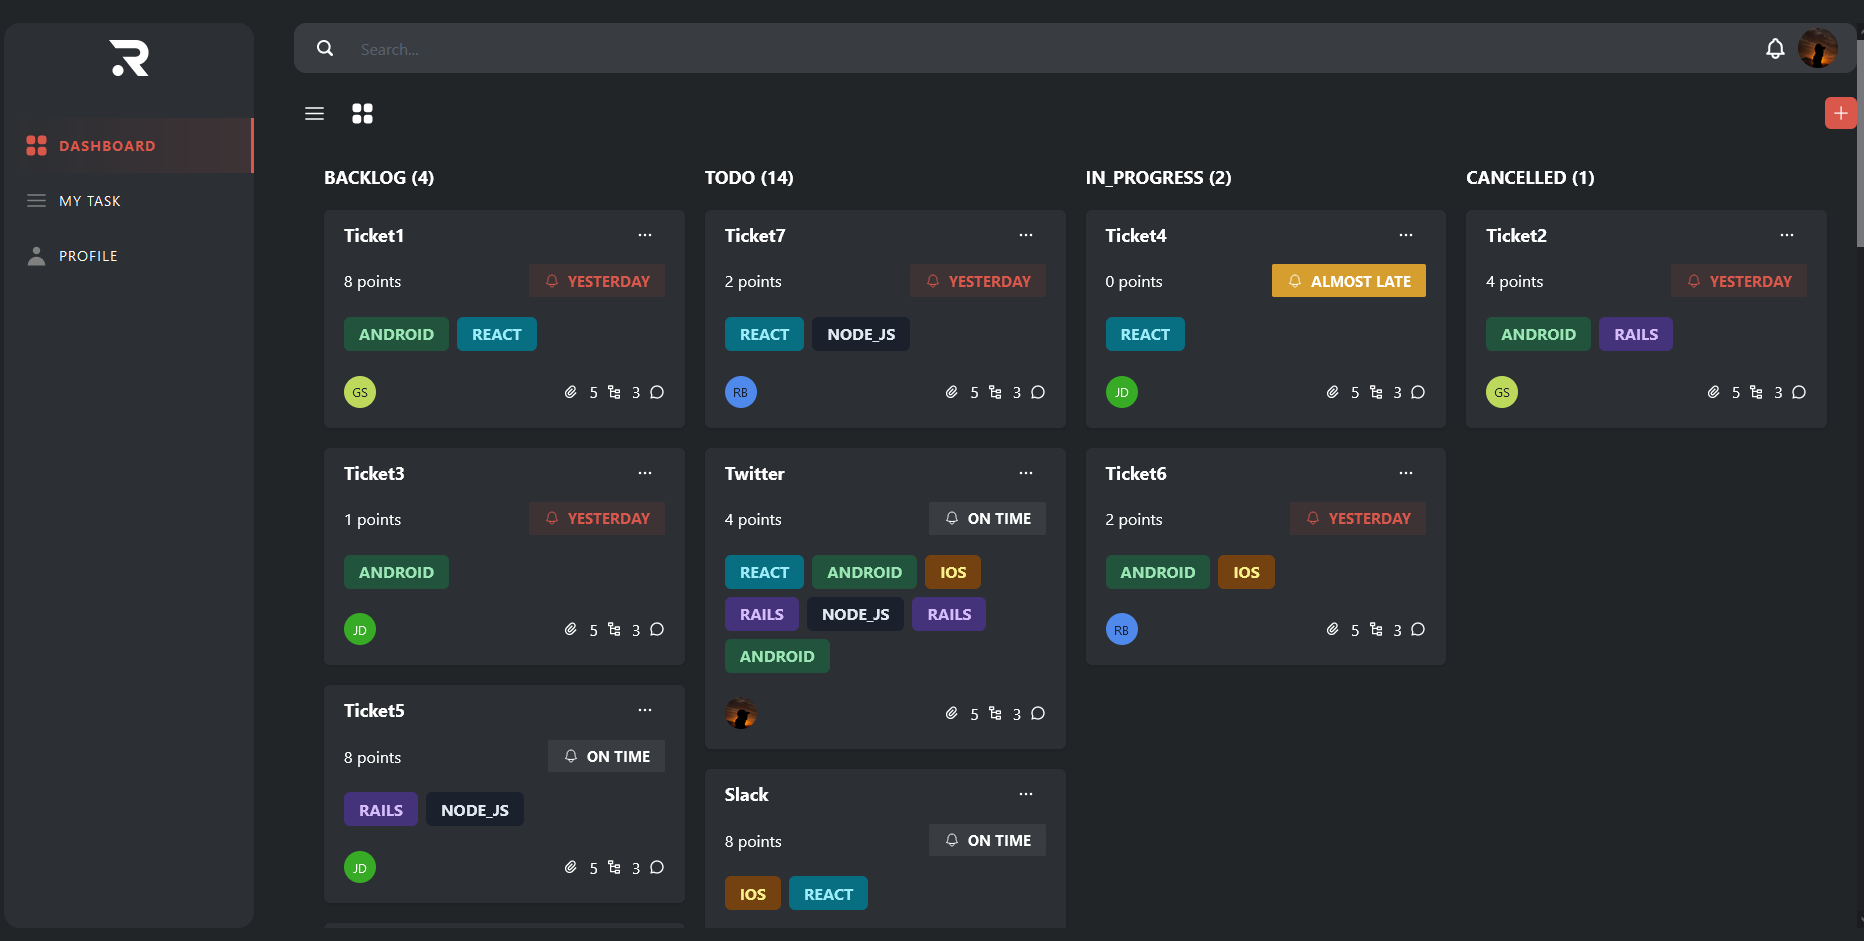 Search...
DASHBOARD
MY TASK
PROFILE
BACKLOG (4)
Ticket1
8 points
YESTERDAY
ANDROID REACT
GS 5 3
Ticket3
1 points
YESTERDAY
ANDROID
JD 5 3
Ticket5
8 points
ON TIME
RAILS NODE_JS
JD 5 3
TODO (14)
Ticket7
2 points
YESTERDAY
REACT NODE_JS
RB 5 3
Twitter
4 points
ON TIME
REACT ANDROID IOS
RAILS NODE_JS RAILS
ANDROID
5 3
Slack
8 points
ON TIME
IOS REACT
IN_PROGRESS (2)
Ticket4
0 points
ALMOST LATE
REACT
JD 5 3
Ticket6
2 points
YESTERDAY
ANDROID IOS
RB 5 3
CANCELLED (1)
Ticket2
4 points
YESTERDAY
ANDROID RAILS
GS 5 3